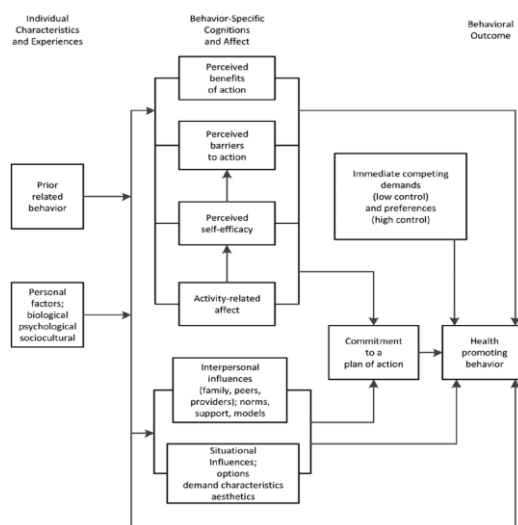 Individual
Characteristics
and Experiences
Behavior-Specific
Cognitions
and Affect
Behavioral
Outcome
Perceived
benefits
of action
Perceived
barriers
to action
Perceived
self-efficacy
Activity-related
affect
Prior
related
behavior
Personal
factors;
biological
psychological
sociocultural
Immediate competing
demands
(low control)
and preferences
(high control)
Interpersonal
influences
(family, peers,
providers); norms,
support, models
Situational
Influences;
options
demand characteristics
aesthetics
Commitment
to a
plan of action
Health
promoting
behavior